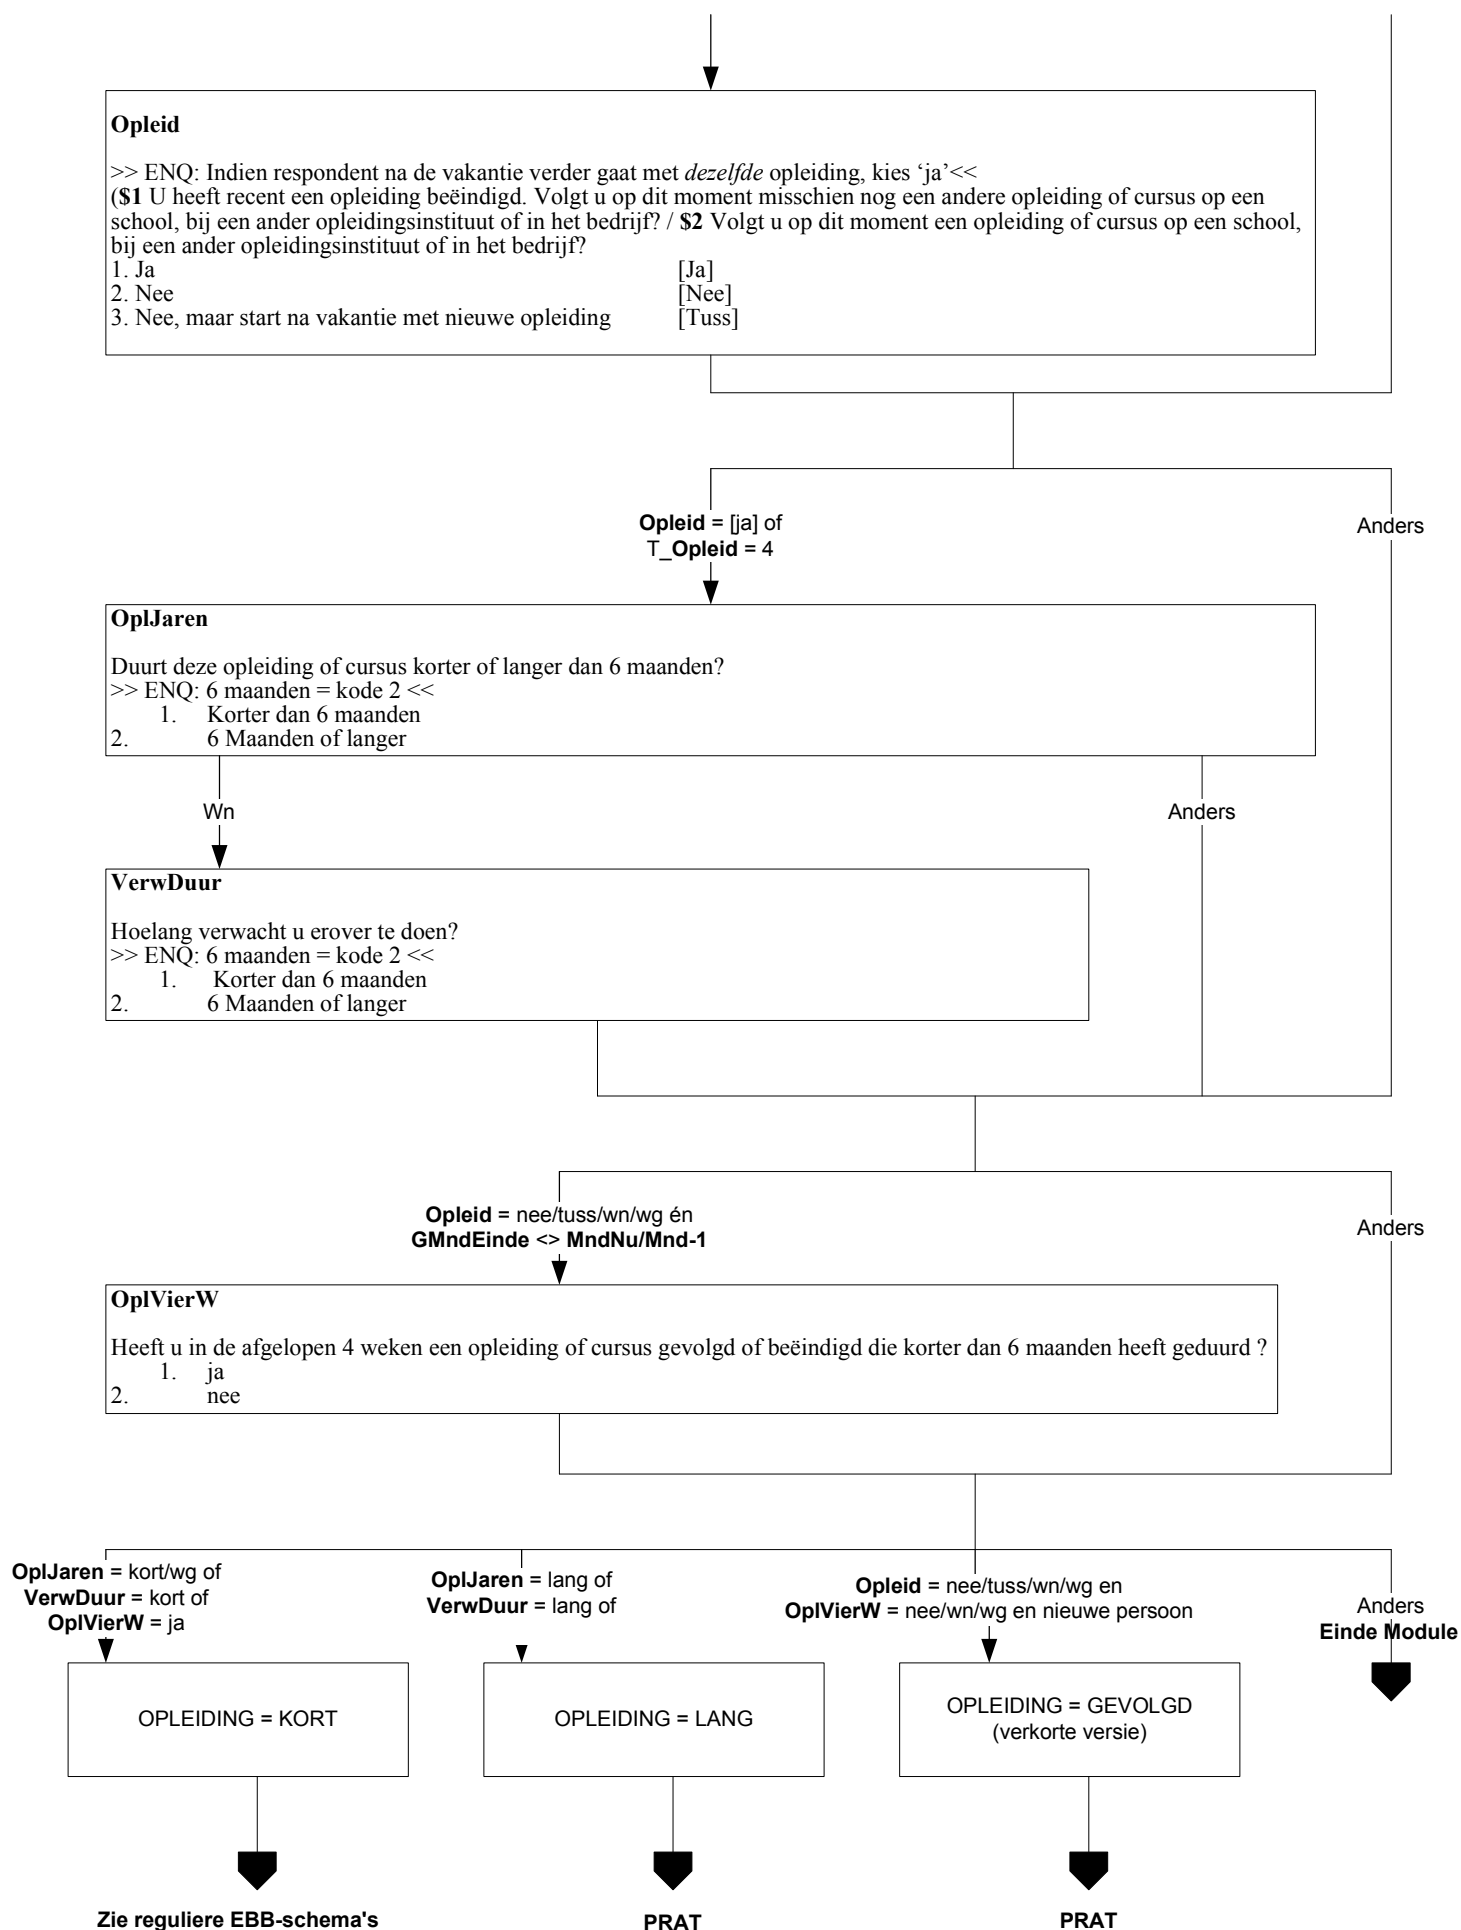 Opleid
>> ENQ: Indien respondent na de vakantie verder gaat met dezelfde opleiding, kies ‘ja’<<
($1 U heeft recent een opleiding beëindigd. Volgt u op dit moment misschien nog een andere opleiding of cursus op een
school, bij een ander opleidingsinstituut of in het bedrijf? / $2 Volgt u op dit moment een opleiding of cursus op een school,
bij een ander opleidingsinstituut of in het bedrijf?
1. Ja [Ja]
2. Nee [Nee]
3. Nee, maar start na vakantie met nieuwe opleiding [Tuss]
Opleid = [ja] of
T_Opleid = 4
Anders
OplJaren
Duurt deze opleiding of cursus korter of langer dan 6 maanden?
>> ENQ: 6 maanden = kode 2 <<
1. Korter dan 6 maanden
2. 6 Maanden of langer
Wn
Anders
VerwDuur
Hoelang verwacht u erover te doen?
>> ENQ: 6 maanden = kode 2 <<
1. Korter dan 6 maanden
2. 6 Maanden of langer
Opleid = nee/tuss/wn/wg én
GMndEinde <> MndNu/Mnd-1
Anders
OplVierW
Heeft u in de afgelopen 4 weken een opleiding of cursus gevolgd of beëindigd die korter dan 6 maanden heeft geduurd ?
1. ja
2. nee
OplJaren = kort/wg of
VerwDuur = kort of
OplVierW = ja
OplJaren = lang of
VerwDuur = lang of
Opleid = nee/tuss/wn/wg en
OplVierW = nee/wn/wg en nieuwe persoon
Anders
Einde Module
OPLEIDING = KORT
OPLEIDING = LANG
OPLEIDING = GEVOLGD
(verkorte versie)
Zie reguliere EBB-schema's
PRAT
PRAT